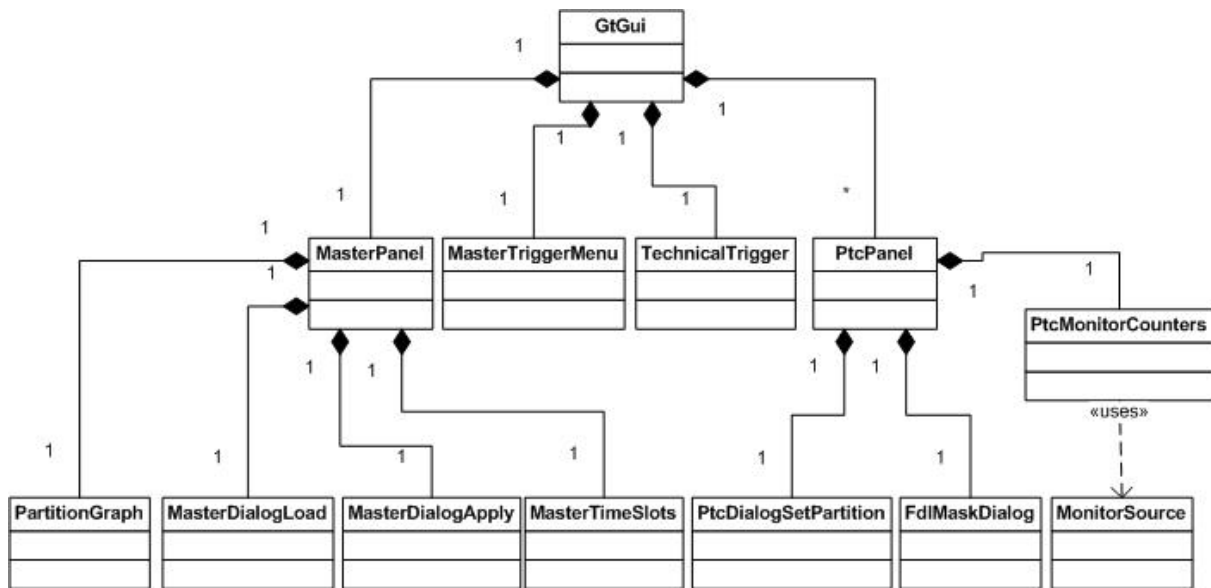 GtGui
1
1
1
1
1
1
1
1
*
1
1
MasterPanel
MasterTriggerMenu
TechnicalTrigger
PtcPanel
1
1
PtcMonitorCounters
1
1
1
1
«uses»
1
1
1
1
1
1
PartitionGraph
MasterDialogLoad
MasterDialogApply
MasterTimeSlots
PtcDialogSetPartition
FdlMaskDialog
MonitorSource